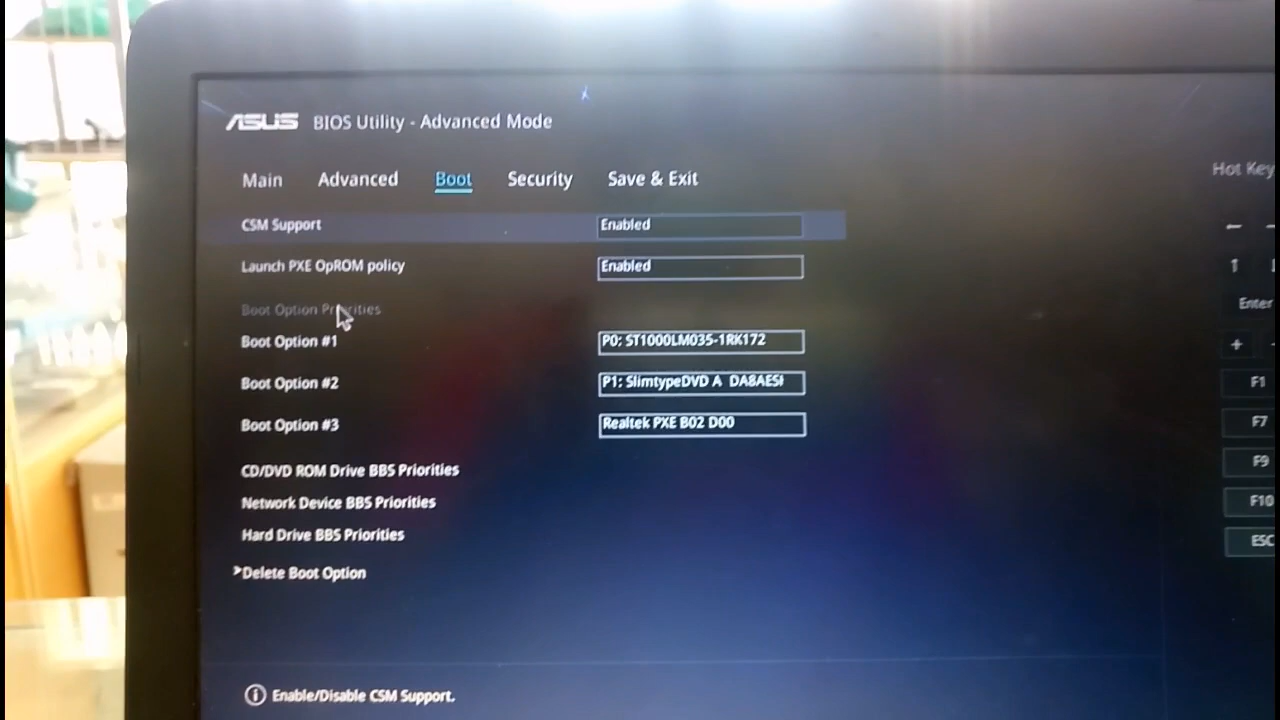 ASUS BIOS Utility - Advanced Mode
Main Advanced Boot Security Save & Exit
Hot Key
CSM Support Enabled
Launch PXE OpROM policy Enabled
Boot Option Priorities
Enter
Boot Option #1 P0: ST1000LM035-1RK172
+
Boot Option #2 P1: SlimtypeDVD A DA8AESH
F1
Boot Option #3 Realtek PXE B02 D00
F7
CD/DVD ROM Drive BBS Priorities
F9
Network Device BBS Priorities
F10
Hard Drive BBS Priorities
ESC
Delete Boot Option
Enable/Disable CSM Support.